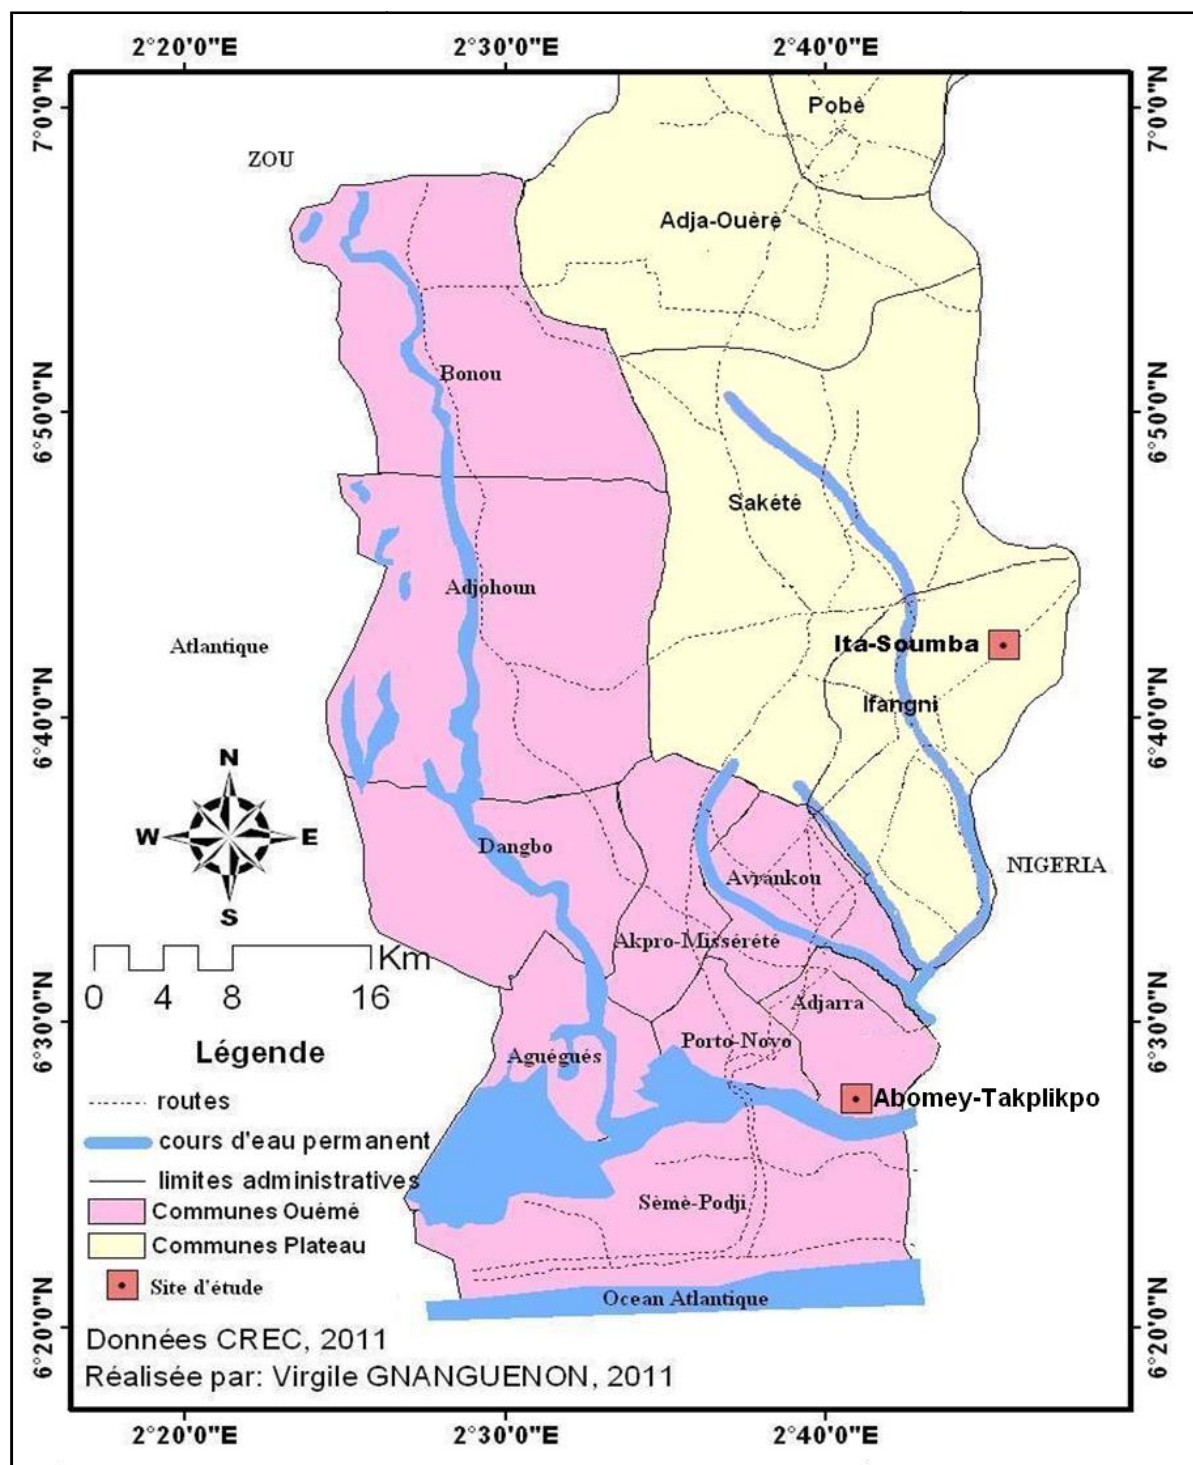 2°20'0"E 2°30'0"E 2°40'0"E
7°0'0"N
7°0'0"N
Pobè
ZOU
Adja-Ouèrè
6°50'0"N
6°50'0"N
Bonou
Sakété
Adjohoun
Atlantique
Ita-Soumba
6°40'0"N
6°40'0"N
Ifangni
N
W E
S
Dangbo
NIGERIA
Avrankou
Akpro-Missérété
Km
0 4 8 16
Adjarra
6°30'0"N
6°30'0"N
Porto-Novo
Aguégués
Légende
Abomey-Takplikpo
routes
cours d'eau permanent
limites administratives
Sèmè-Podji
Communes Ouémé
Communes Plateau
Site d'étude
Ocean Atlantique
6°20'0"N
6°20'0"N
Données CREC, 2011
Réalisée par: Virgile GNANGUENON, 2011
2°20'0"E 2°30'0"E 2°40'0"E